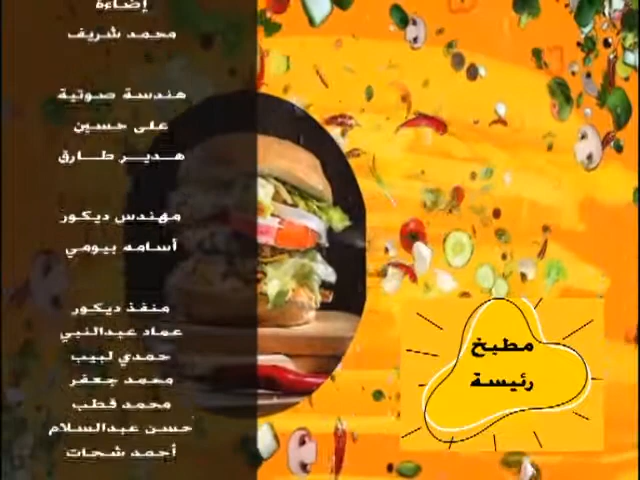 إضاءة
محمد شريف
هندسة صوتية
على حسين
هدير طارق
مهندس ديكور
أسامه بيومي
منفذ ديكور
عماد عبدالنبي
حمدي لبيب
محمد جعفر
محمد قطب
حسن عبدالسلام
أحمد شحات
مطبخ
رئيسة